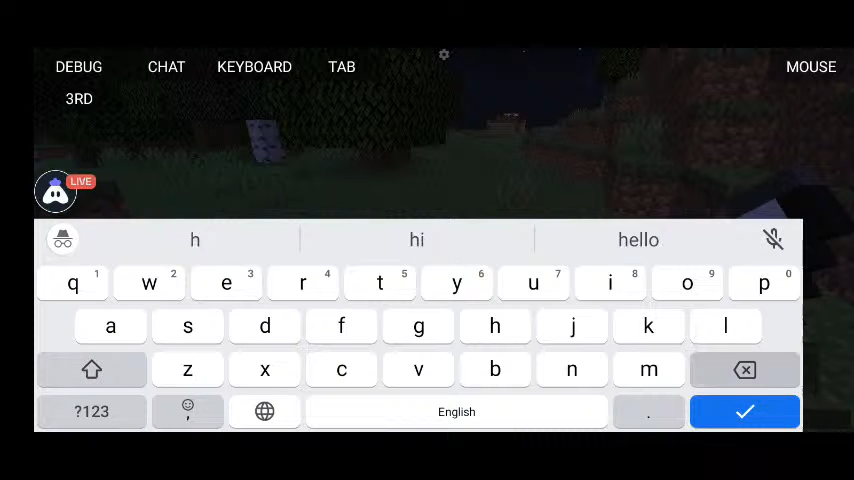 DEBUG CHAT KEYBOARD TAB MOUSE
3RD
LIVE
h hi hello
q 1 w 2 e 3 r 4 t 5 y 6 u 7 i 8 o 9 p 0
a s d f g h j k l
z x c v b n m
?123 , English .